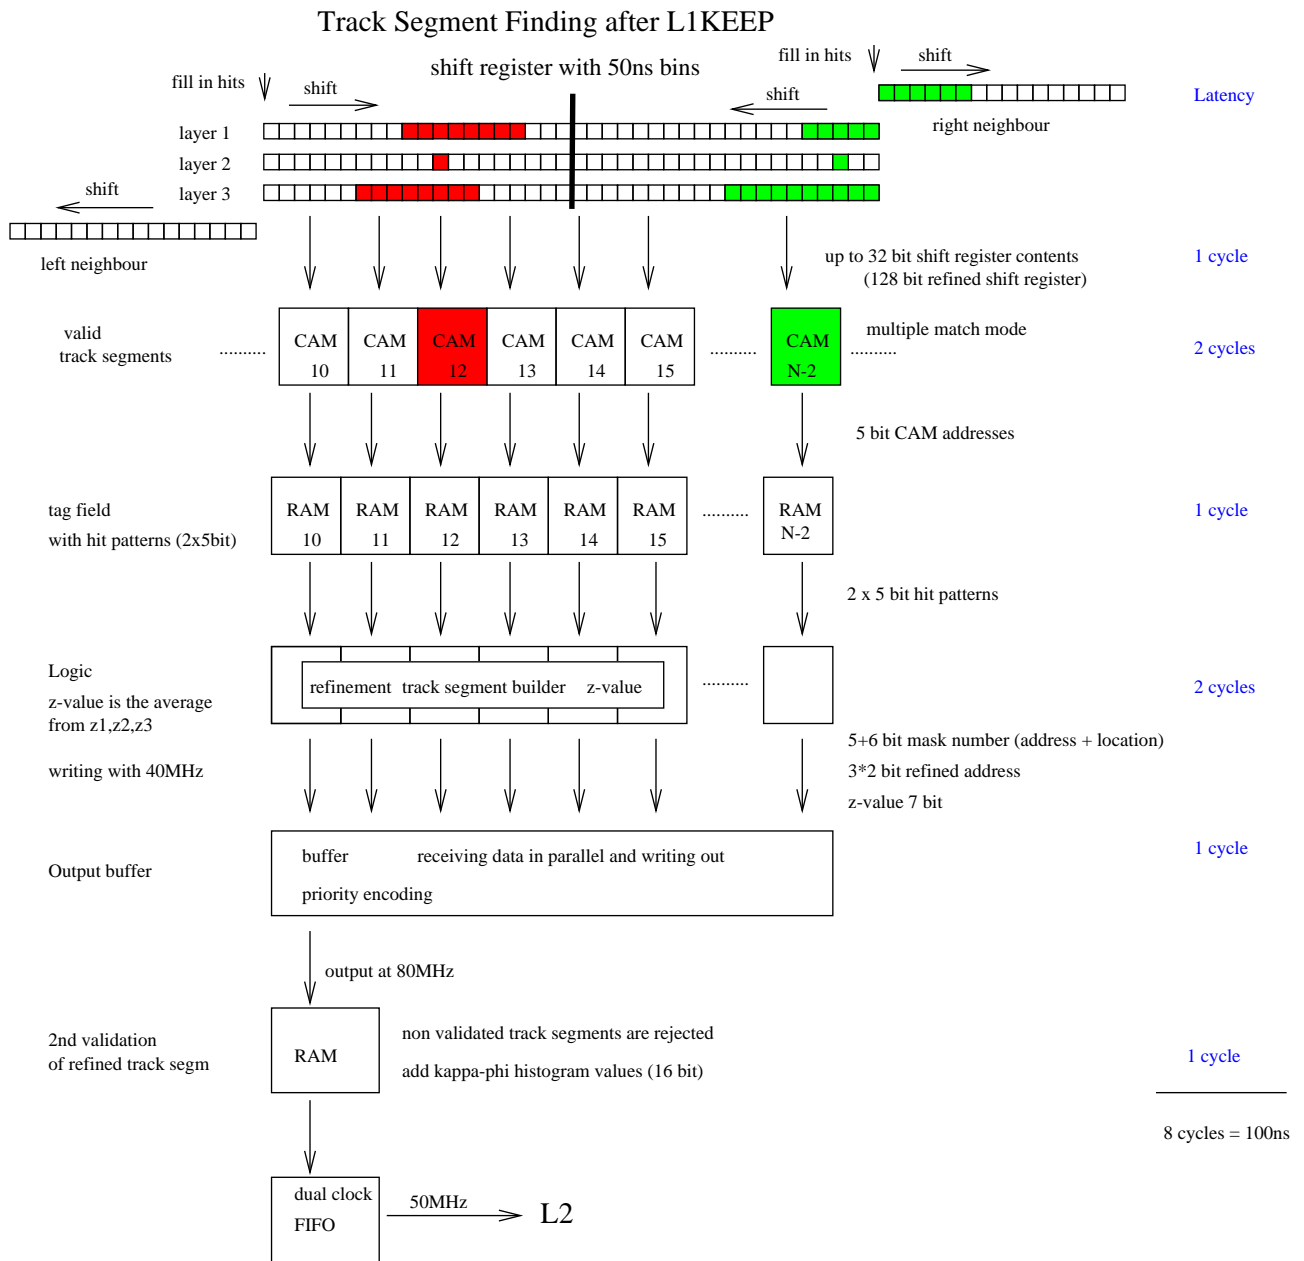 Track Segment Finding after L1KEEP
fill in hits
shift
shift register with 50ns bins
shift
fill in hits
shift
Latency
right neighbour
layer 1
layer 2
layer 3
shift
left neighbour
up to 32 bit shift register contents
(128 bit refined shift register)
1 cycle
valid
track segments
..........
CAM
10
CAM
11
CAM
12
CAM
13
CAM
14
CAM
15
..........
CAM
N-2
..........
multiple match mode
2 cycles
5 bit CAM addresses
tag field
with hit patterns (2x5bit)
RAM
10
RAM
11
RAM
12
RAM
13
RAM
14
RAM
15
..........
RAM
N-2
1 cycle
2 x 5 bit hit patterns
Logic
z-value is the average
from z1,z2,z3
refinement track segment builder z-value
..........
2 cycles
writing with 40MHz
5+6 bit mask number (address + location)
3*2 bit refined address
z-value 7 bit
Output buffer
buffer receiving data in parallel and writing out
priority encoding
1 cycle
output at 80MHz
2nd validation
of refined track segm
RAM
non validated track segments are rejected
add kappa-phi histogram values (16 bit)
1 cycle
8 cycles = 100ns
dual clock
FIFO
50MHz
L2